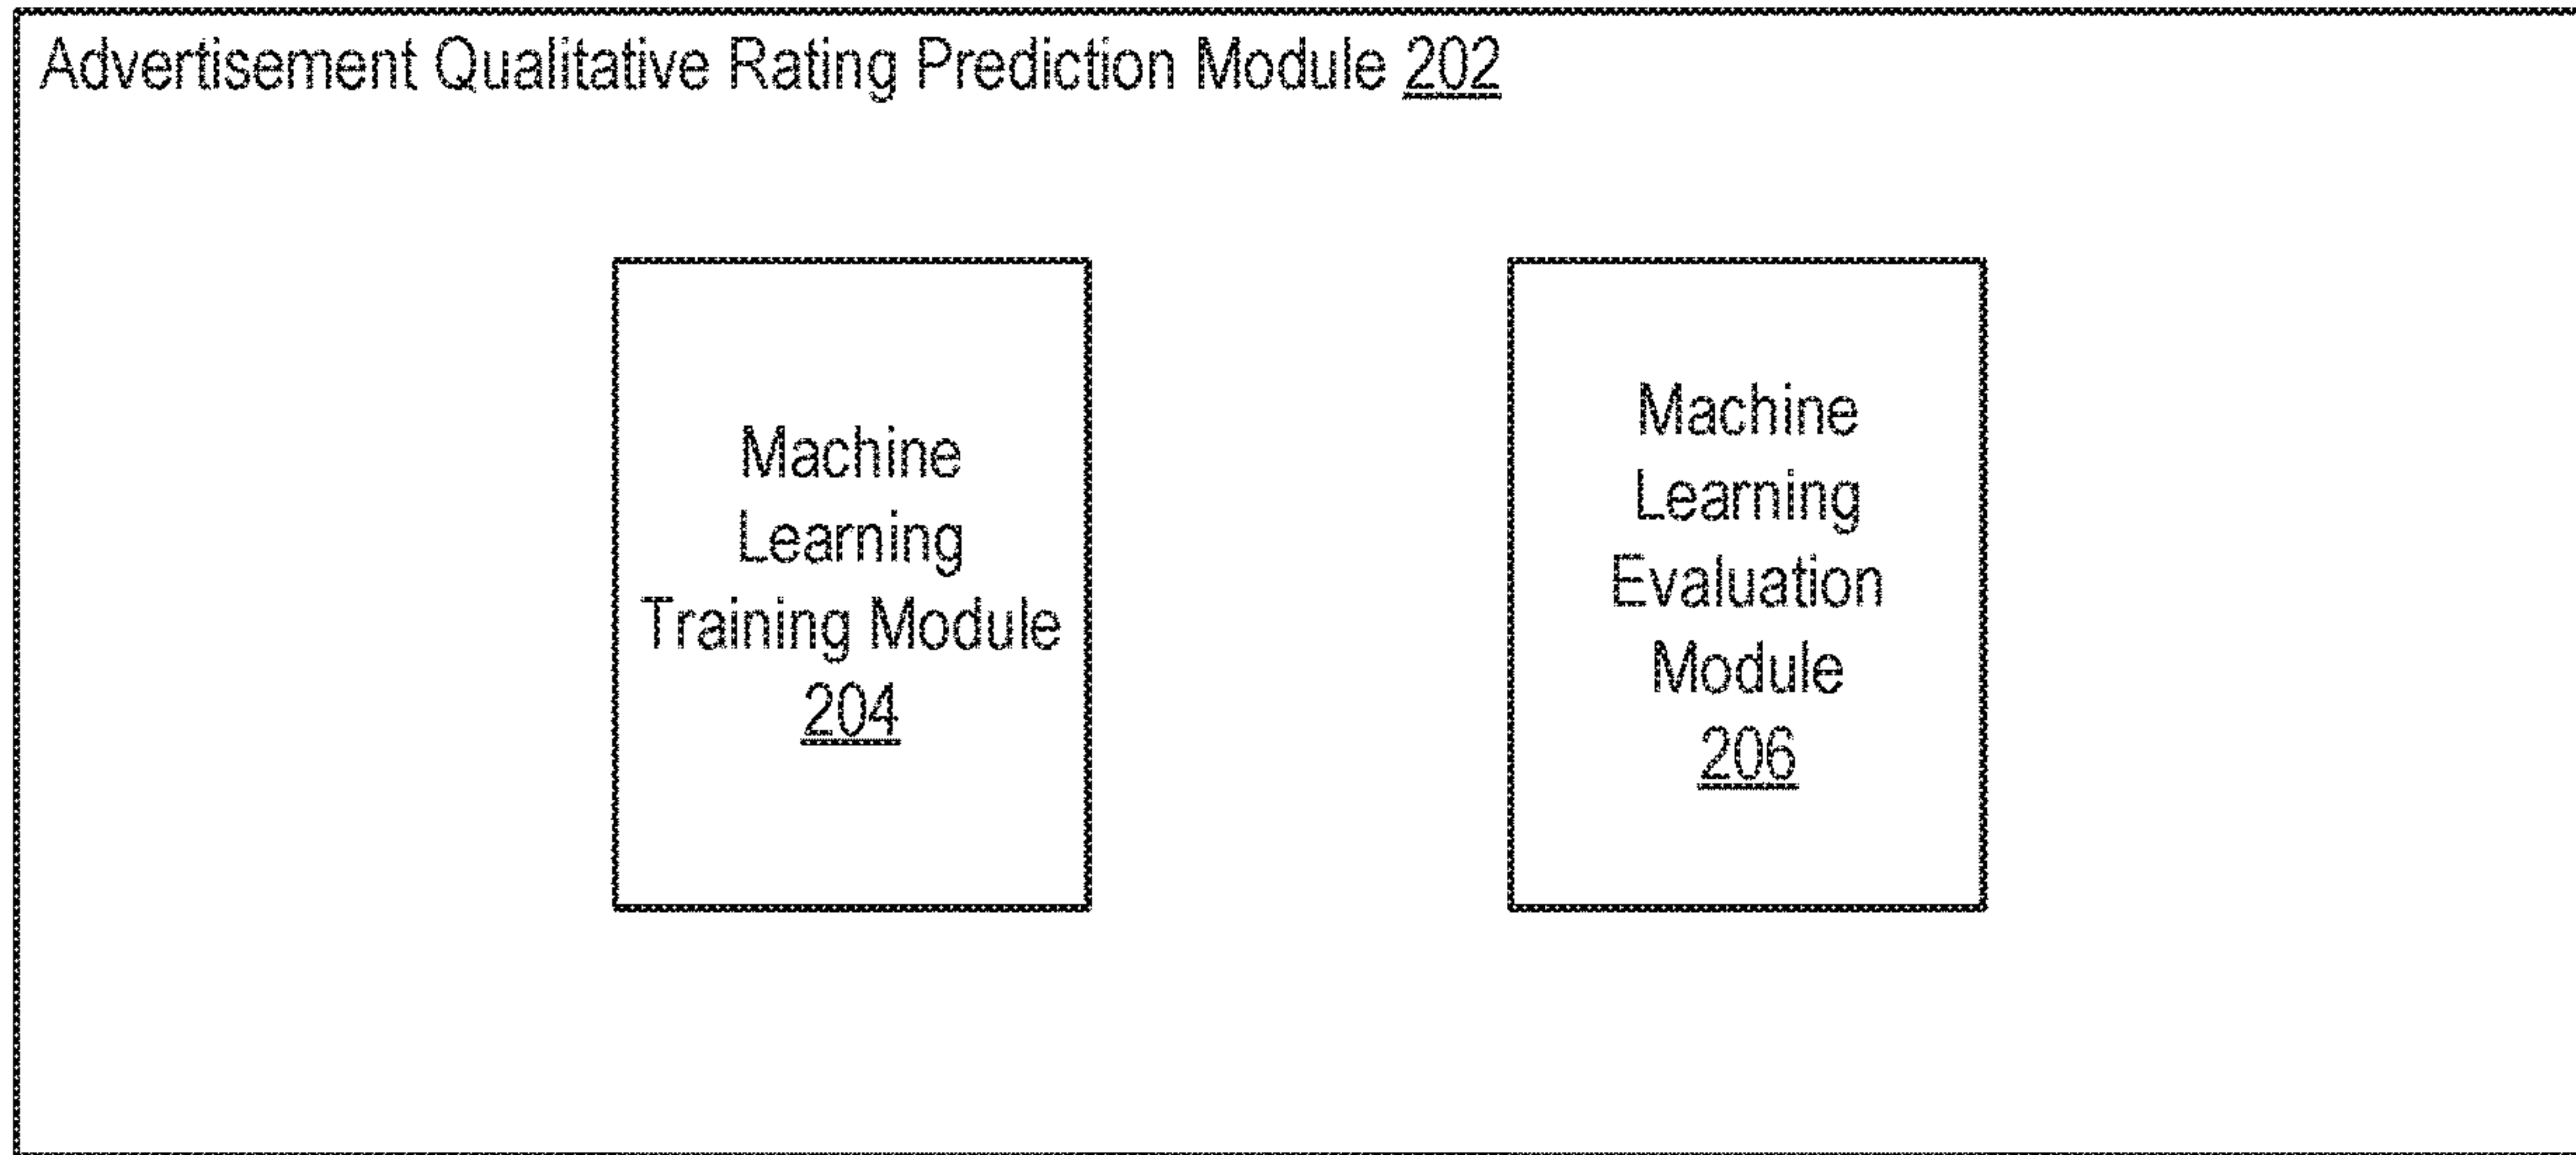 Advertisement Qualitative Rating Prediction Module 202
Machine
Learning
Training Module
204
Machine
Learning
Evaluation
Module
206